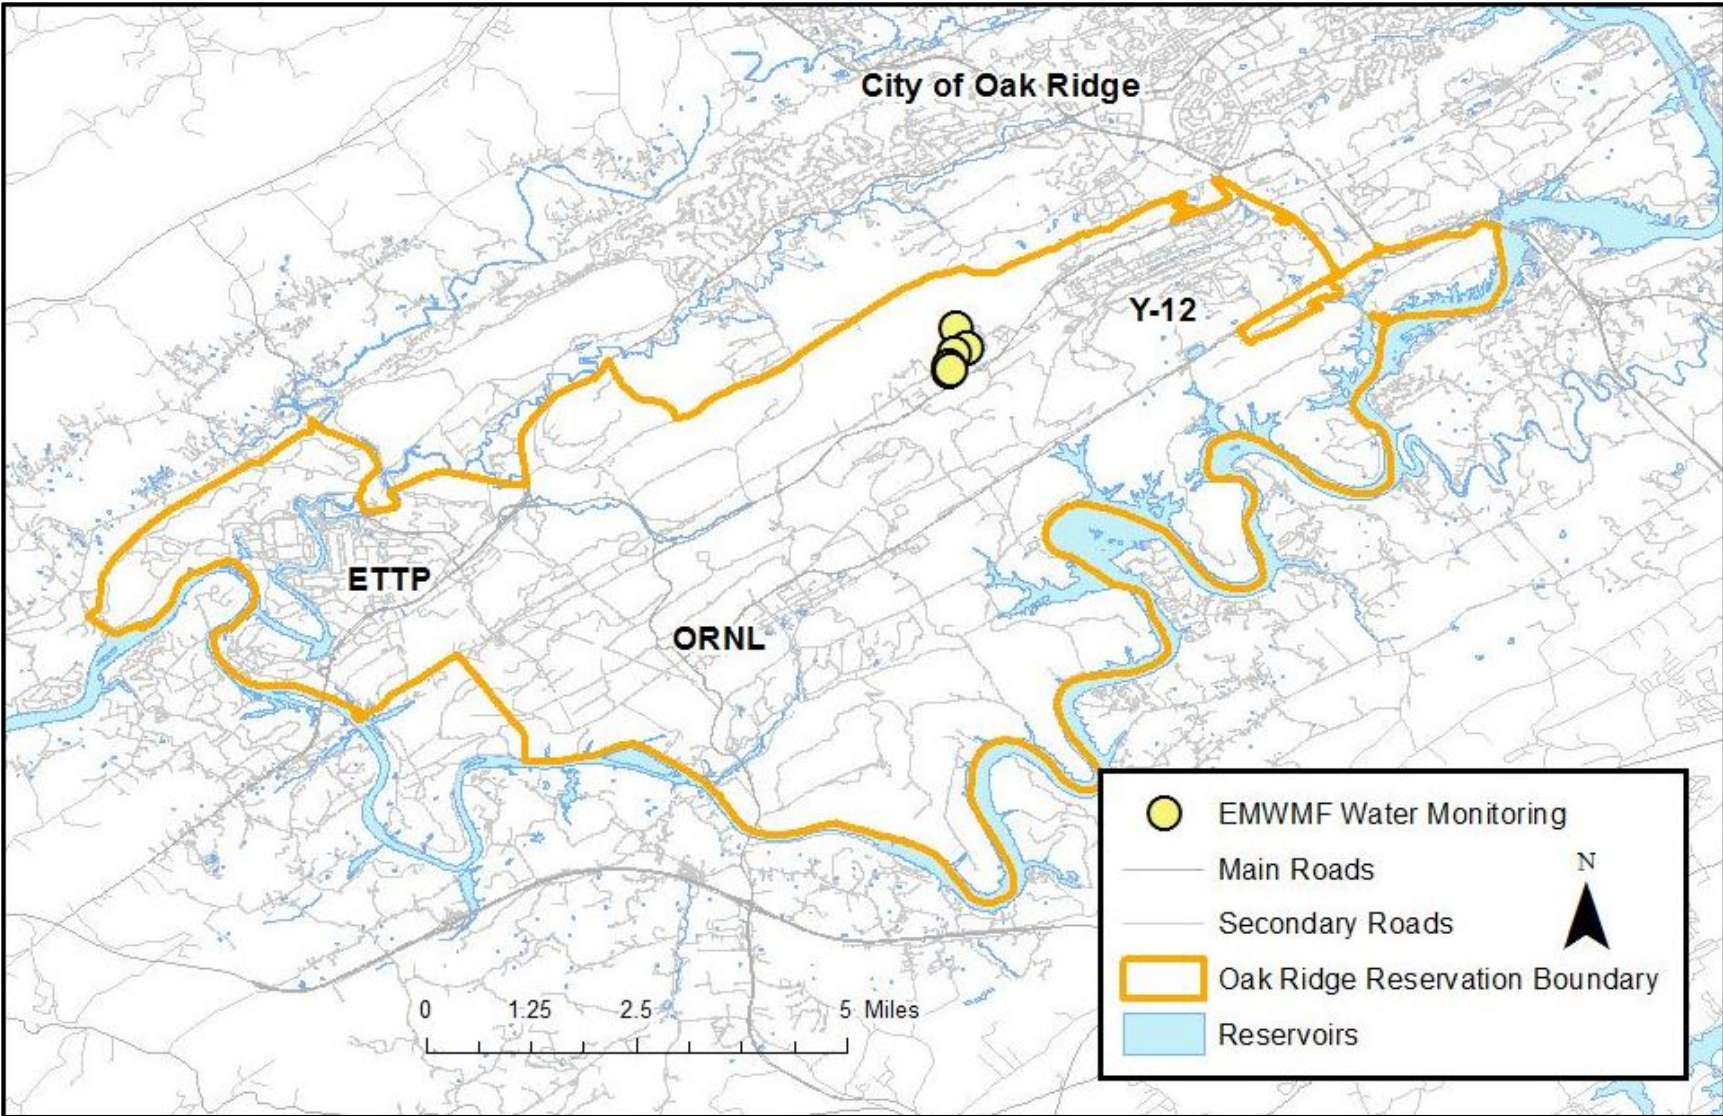 City of Oak Ridge
Y-12
ETTP
ORNL
EMWMF Water Monitoring
N
Main Roads
Secondary Roads
Oak Ridge Reservation Boundary
Reservoirs
0 1.25 2.5 5 Miles